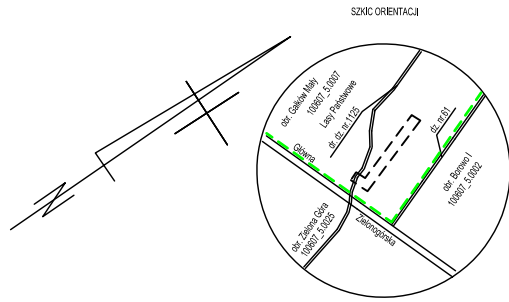 SZKIC ORIENTACJI
obr. Gałków Mały
100607_5.0007
Lasy Państwowe
dr. dz. nr.1125
dz. nr.61
Główna
obr. Borowo I
100607_5.0002
obr. Zielona Góra
100607_5.0025
Zielonogórska
N